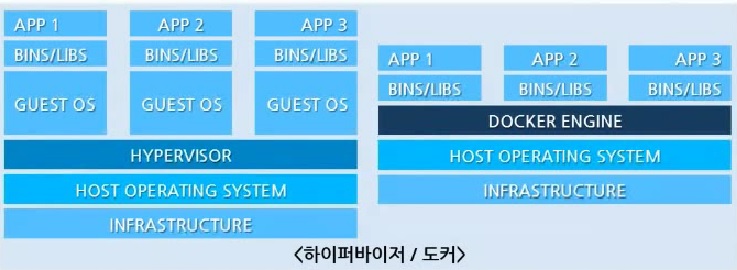 APP 1 APP 2 APP 3
BINS/LIBS BINS/LIBS BINS/LIBS
GUEST OS GUEST OS GUEST OS
HYPERVISOR
HOST OPERATING SYSTEM
INFRASTRUCTURE
APP 1 APP 2 APP 3
BINS/LIBS BINS/LIBS BINS/LIBS
DOCKER ENGINE
HOST OPERATING SYSTEM
INFRASTRUCTURE
<하이퍼바이저 / 도커>